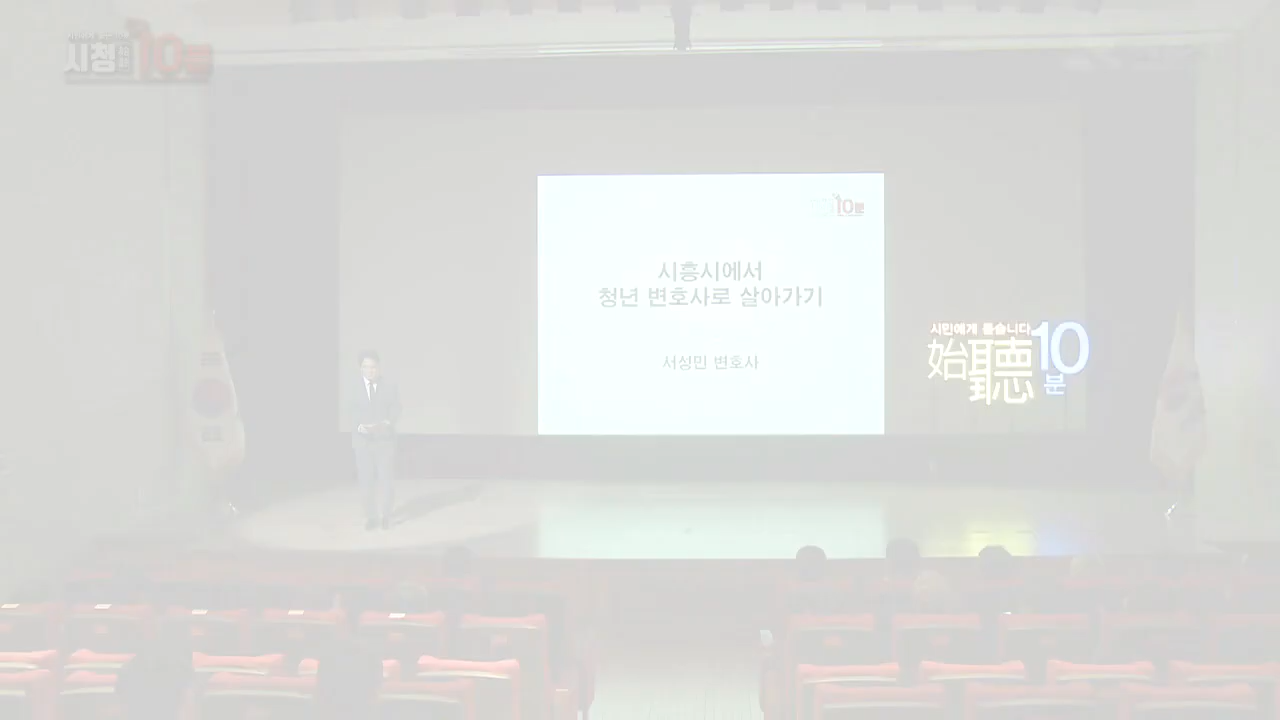 시청 10분
10분
시흥시에서
청년 변호사로 살아가기
서성민 변호사
시민에게 듣습니다
始聽 10분